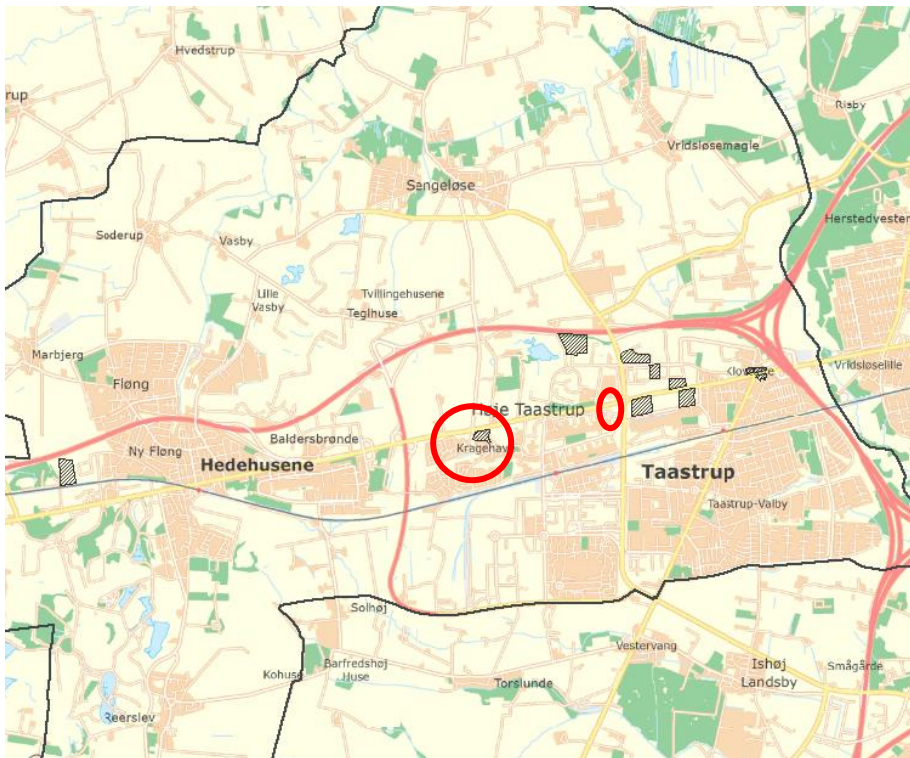 Hvedstrup
rup
Risby
Vridsløsemagle
Sengeløse
Herstedvester
Soderup
Vasby
Tvillingehusene
Lille
Vasby
Teglhuse
Marbjerg
Vridsløselille
Fløng
Høje Taastrup
Baldersbrønde
Ny Fløng
Kragehave
Hedehusene
Taastrup
Taastrup-Valby
Solhøj
Vestervang
Barfredshøj
Huse
Ishøj
Landsby
Smågårde
Kohuse
Torslunde
Reerslev